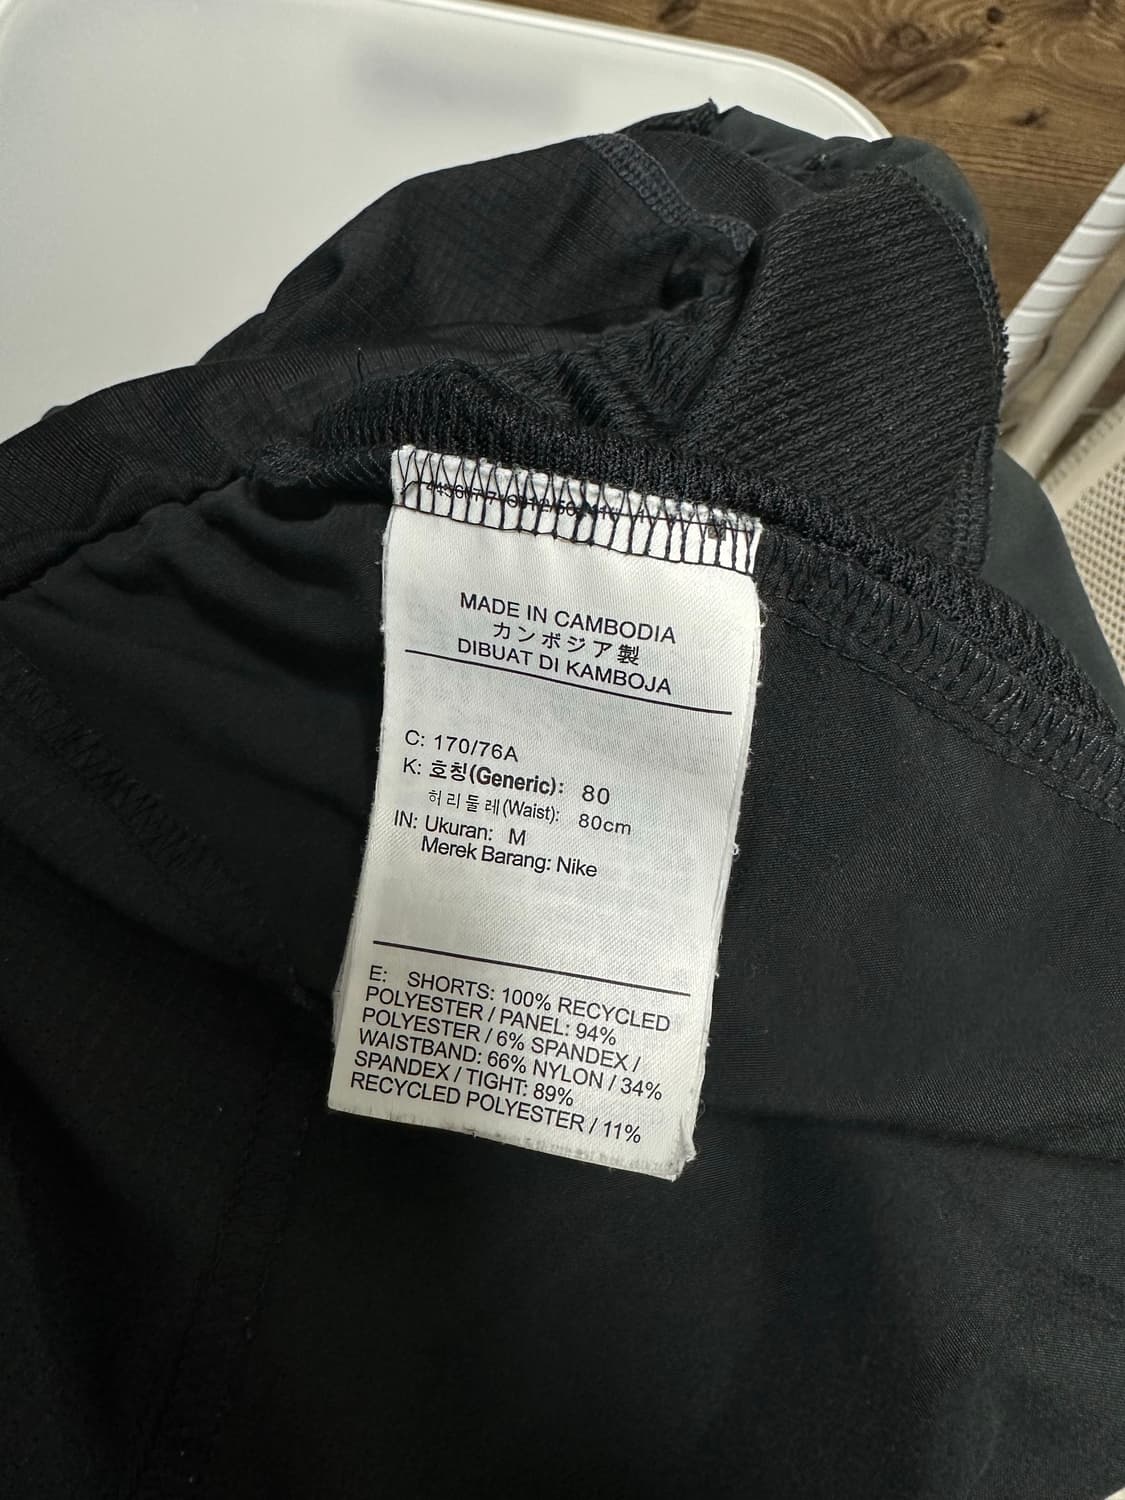 MADE IN CAMBODIA
カンボジア製
DIBUAT DI KAMBOJA
C: 170/76A
K: 호칭(Generic): 80
허리둘레(Waist): 80cm
IN: Ukuran: M
Merek Barang: Nike
E: SHORTS: 100% RECYCLED
POLYESTER / PANEL: 94%
POLYESTER / 6% SPANDEX /
WAISTBAND: 66% NYLON / 34%
SPANDEX / TIGHT: 89%
RECYCLED POLYESTER / 11%